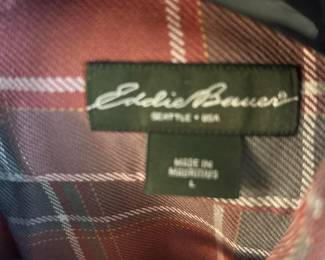 Eddie Bauer
SEATTLE • USA
MADE IN
MAURITIUS
L